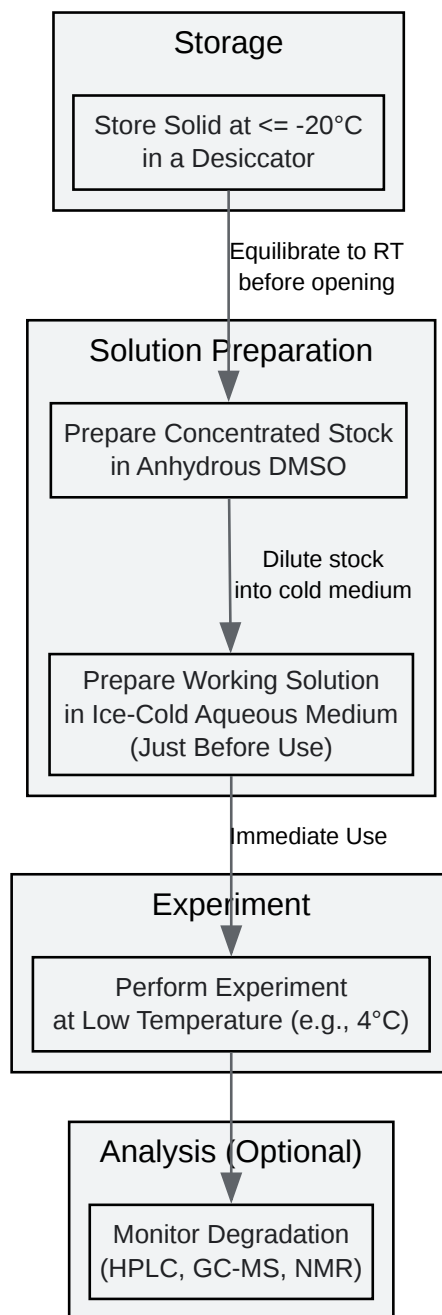 Storage
Store Solid at <= -20°C
in a Desiccator
Equilibrate to RT
before opening
Solution Preparation
Prepare Concentrated Stock
in Anhydrous DMSO
Dilute stock
into cold medium
Prepare Working Solution
in Ice-Cold Aqueous Medium
(Just Before Use)
Immediate Use
Experiment
Perform Experiment
at Low Temperature (e.g., 4°C)
Analysis (Optional)
Monitor Degradation
(HPLC, GC-MS, NMR)